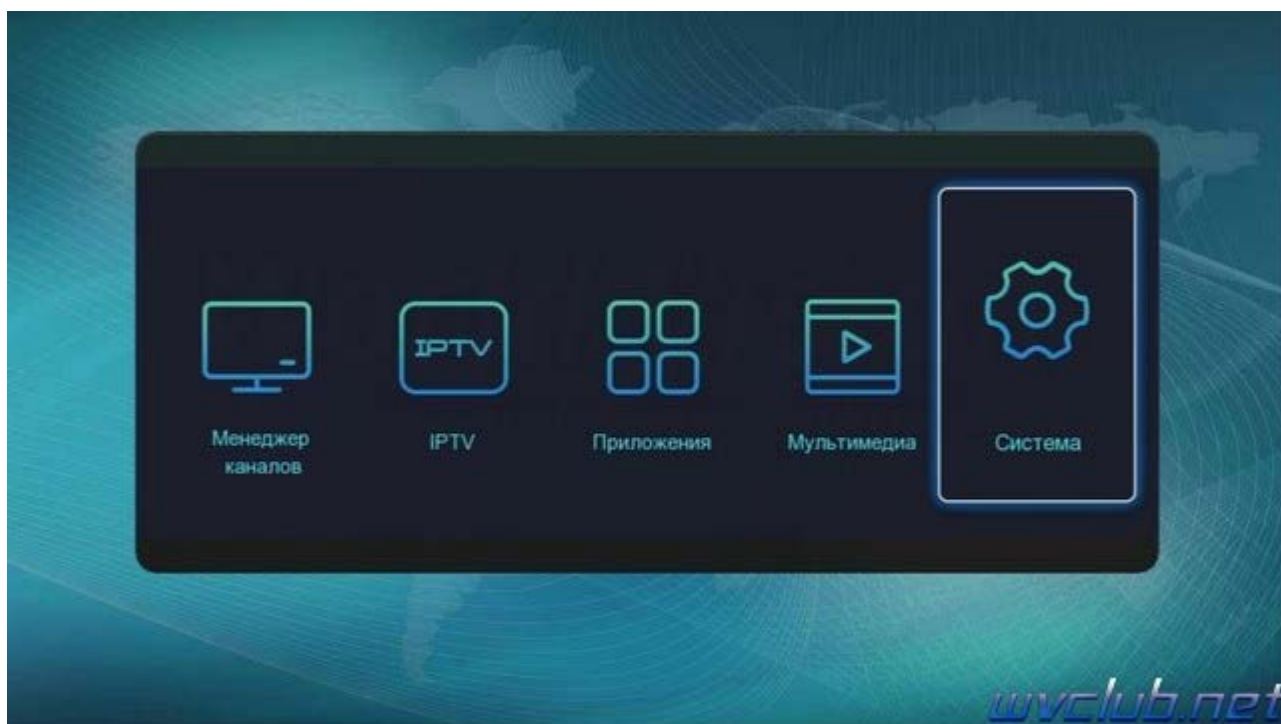 IPTV
Менеджер
каналов
IPTV
Приложения
Мультимедиа
Система
wvclub.net